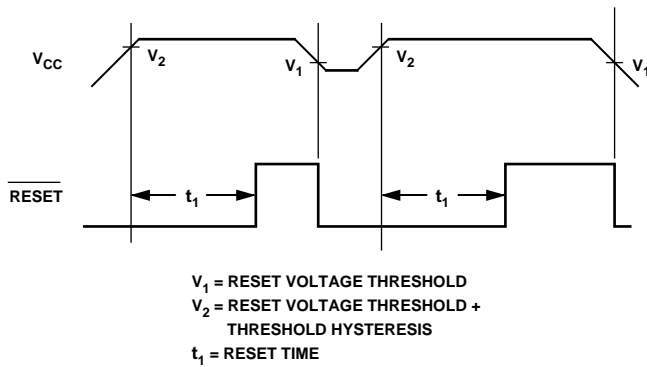 VCC
V2
V1
V2
V1
RESET
t1
t1
V1 = RESET VOLTAGE THRESHOLD
V2 = RESET VOLTAGE THRESHOLD +
THRESHOLD HYSTERESIS
t1 = RESET TIME